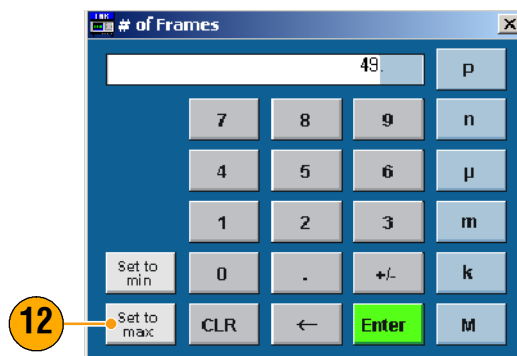 TEK # of Frames X
49. p
7 8 9 n
4 5 6 µ
1 2 3 m
Set to min 0 . +/- k
12 Set to max CLR ← Enter M